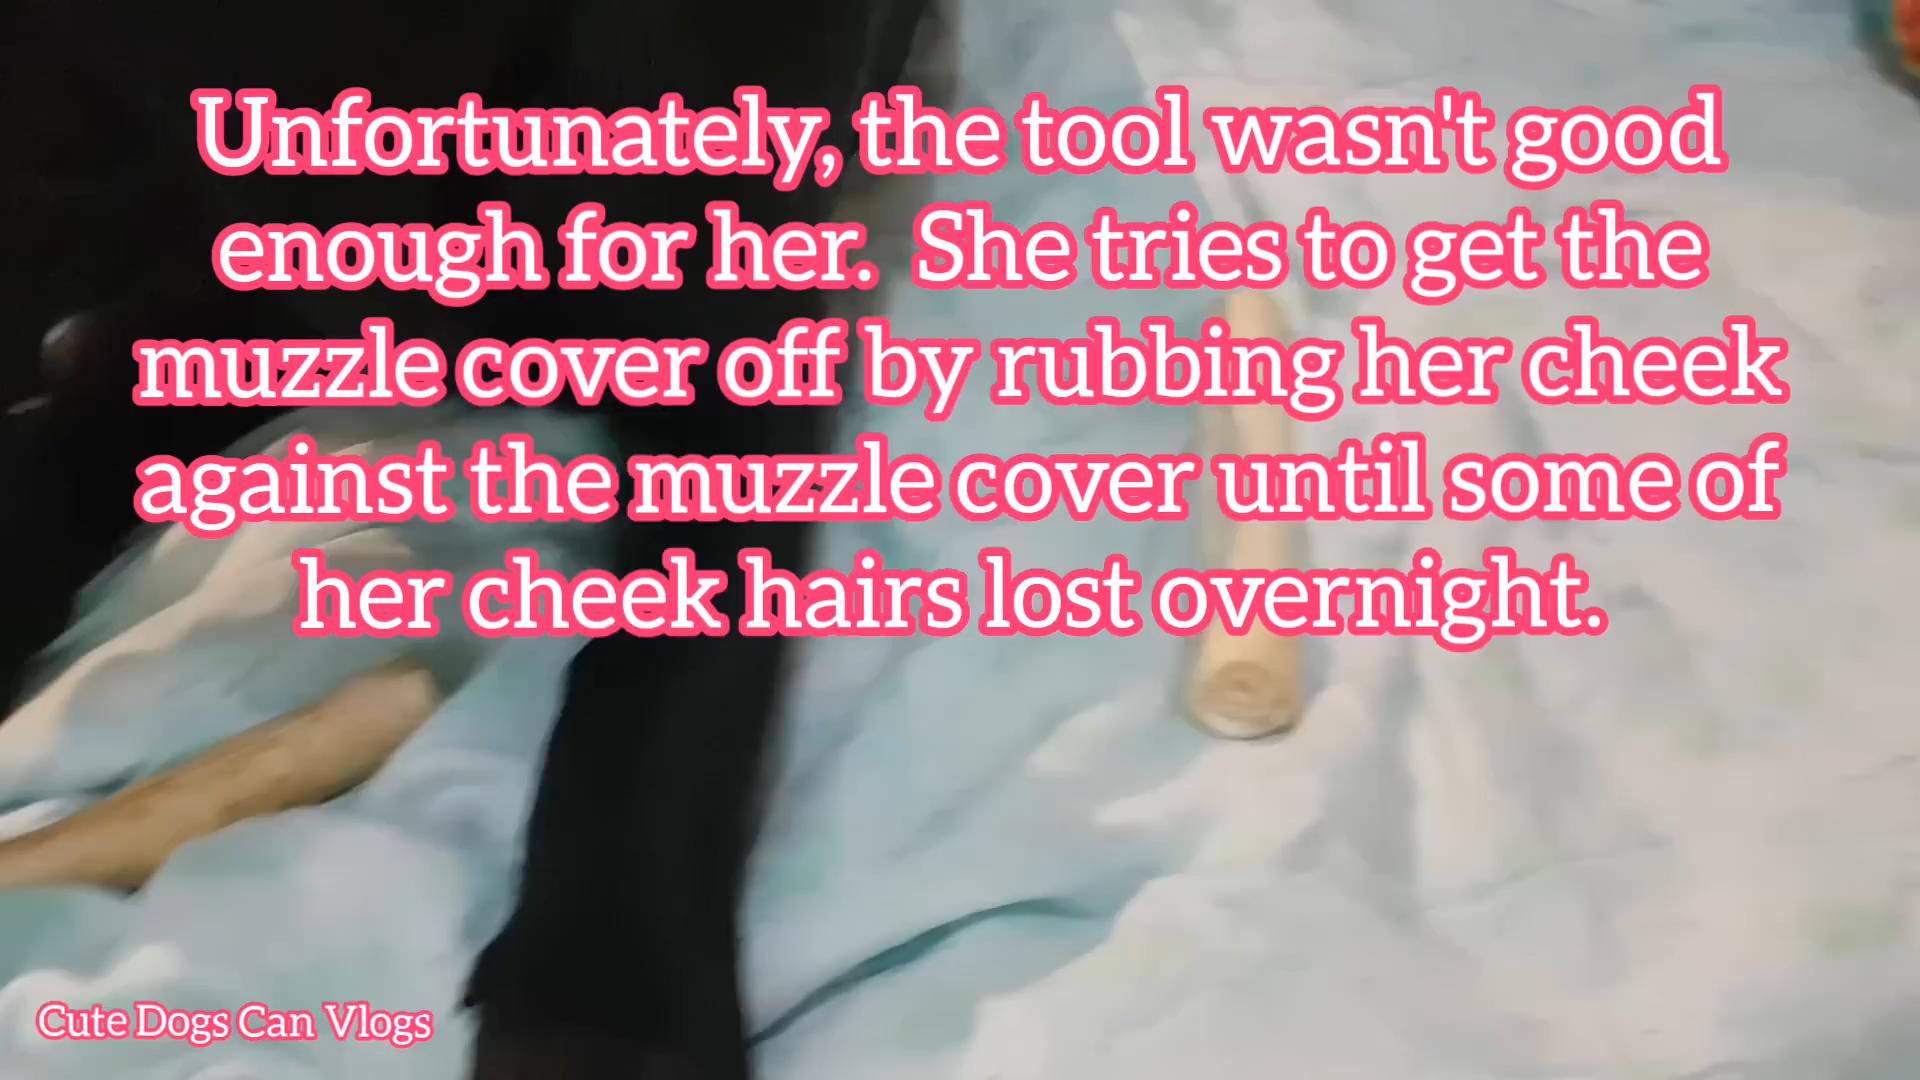 Unfortunately, the tool wasn't good
enough for her.  She tries to get the
muzzle cover off by rubbing her cheek
against the muzzle cover until some of
her cheek hairs lost overnight.
Cute Dogs Can Vlogs